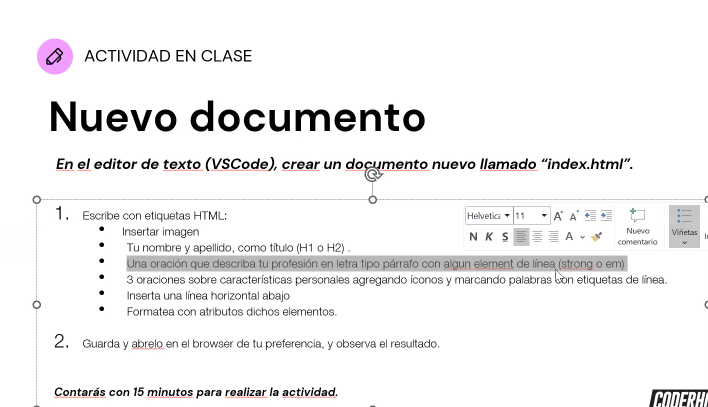 ACTIVIDAD EN CLASE
Nuevo documento
En el editor de texto (VSCode), crear un documento nuevo llamado “index.html”.
1. Escribe con etiquetas HTML:
Insertar imagen
Tu nombre y apellido, como título (H1 o H2) .
Una oración que describa tu profesión en letra tipo párrafo con algun element de línea (strong o em)
3 oraciones sobre características personales agregando íconos y marcando palabras con etiquetas de línea.
Inserta una línea horizontal abajo
Formatea con atributos dichos elementos.
2. Guarda y abrelo en el browser de tu preferencia, y observa el resultado.
Contarás con 15 minutos para realizar la actividad.
Helvetica 11 A A
N K S A
Nuevo
comentario
Viñetas